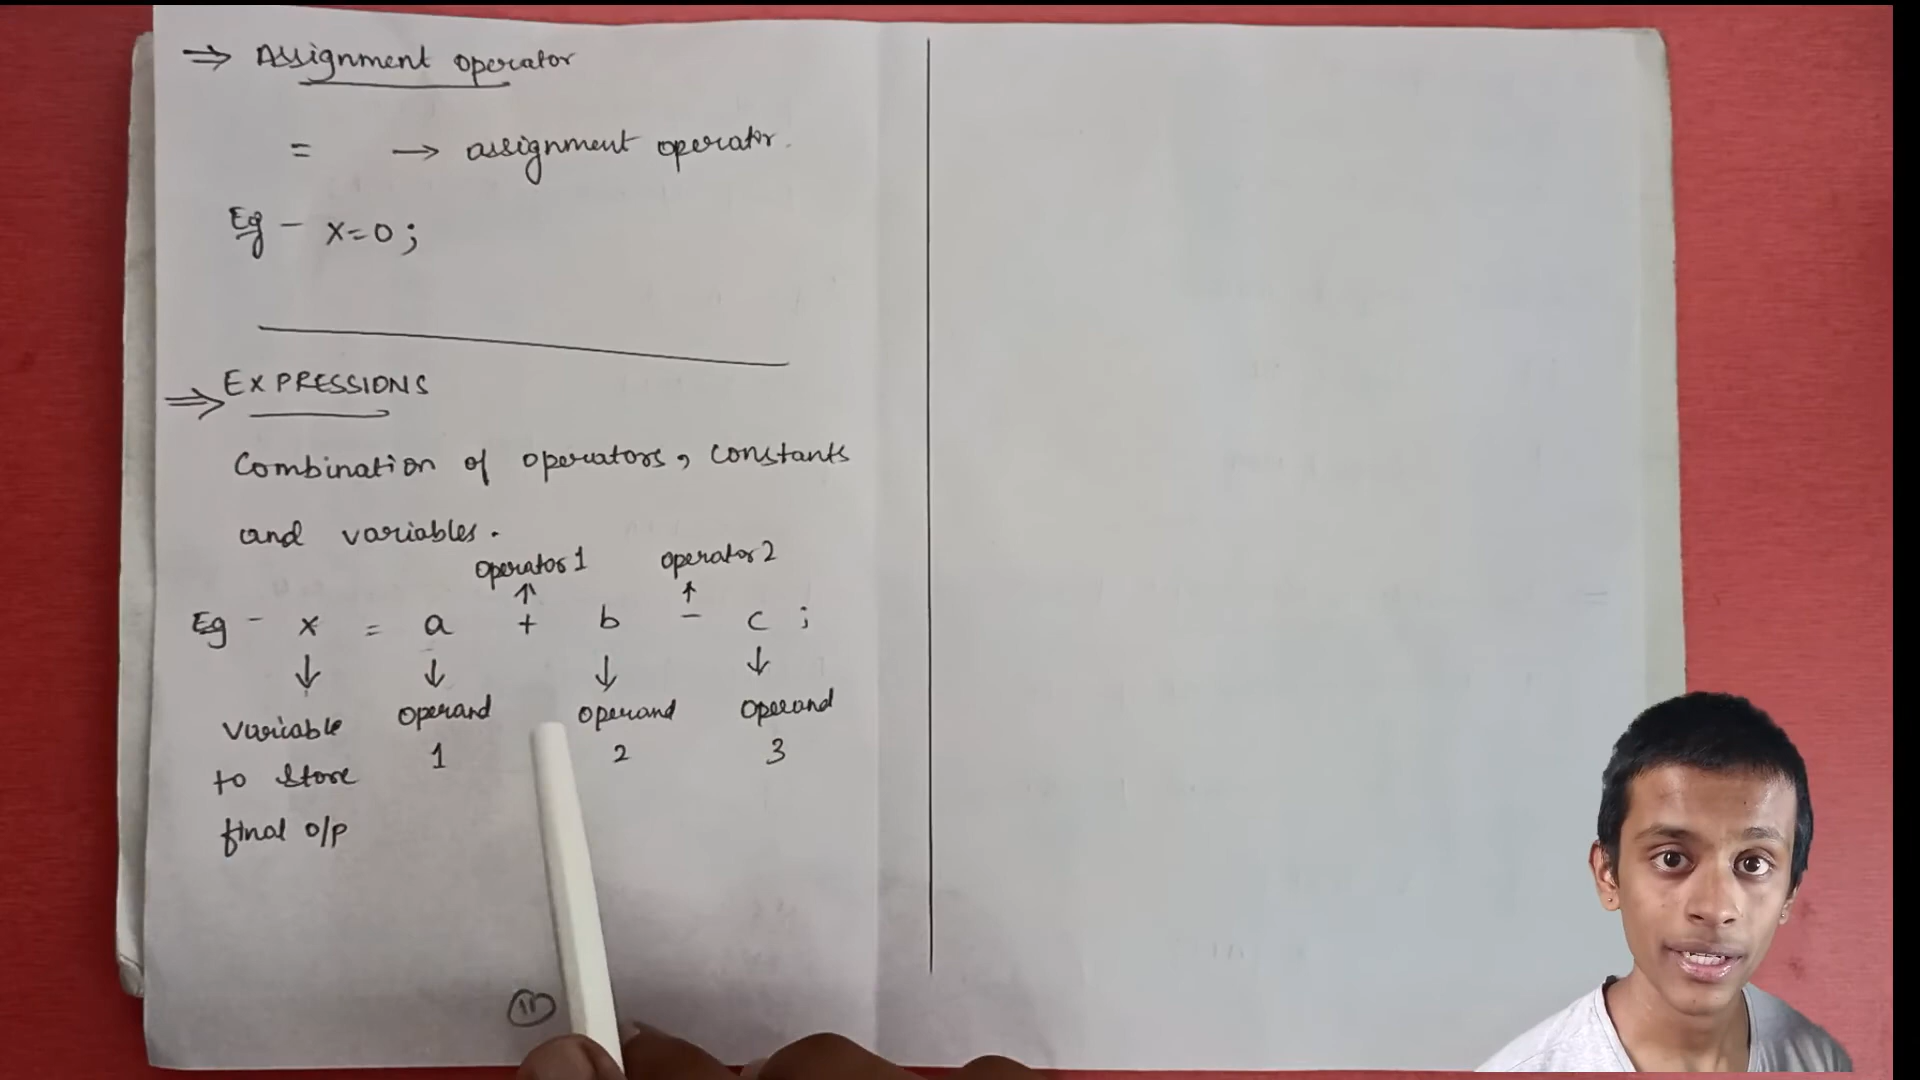 ⇒ Assignment operator
= → assignment operator.
Eg - x=0;
⇒ EXPRESSIONS
Combination of operators, constants
and variables.
operator 1 operator 2
↑ ↑
Eg - x = a + b - c ;
↓ ↓ ↓ ↓
Variable operand operand operand
to store 1 2 3
final o/p